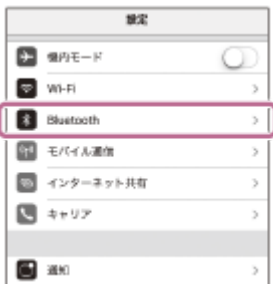 設定
機内モード
Wi-Fi
Bluetooth
モバイル通信
インターネット共有
キャリア
通知